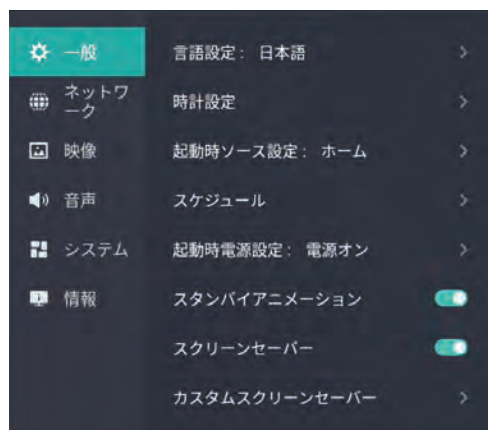 一般
ネットワ
ーク
映像
音声
システム
情報
言語設定： 日本語
時計設定
起動時ソース設定： ホーム
スケジュール
起動時電源設定： 電源オン
スタンバイアニメーション
スクリーンセーバー
カスタムスクリーンセーバー